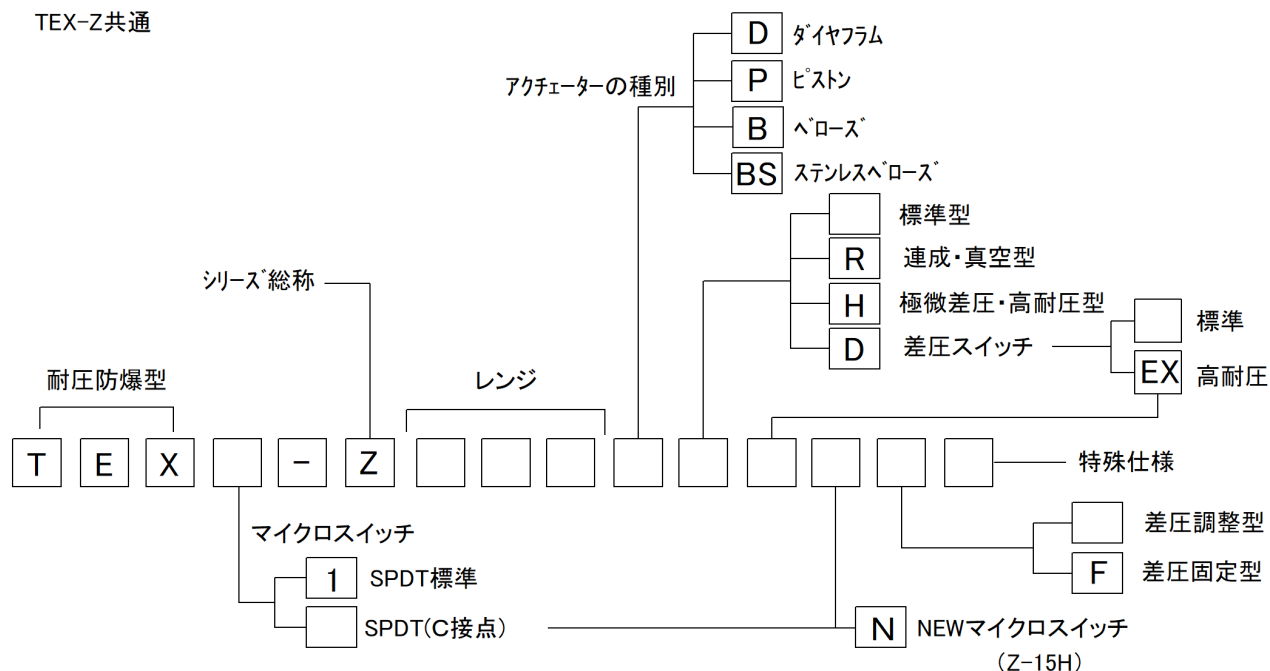 TEX-Z共通
アクチェーターの種別
D ダイヤフラム
P ピストン
B ベローズ
BS ステンレスベローズ
標準型
R 連成・真空型
H 極微差圧・高耐圧型
D 差圧スイッチ
標準
EX 高耐圧
シリーズ総称
耐圧防爆型
レンジ
T E X - Z
特殊仕様
マイクロスイッチ
1 SPDT標準
SPDT(C接点)
N NEWマイクロスイッチ
(Z-15H)
差圧調整型
F 差圧固定型